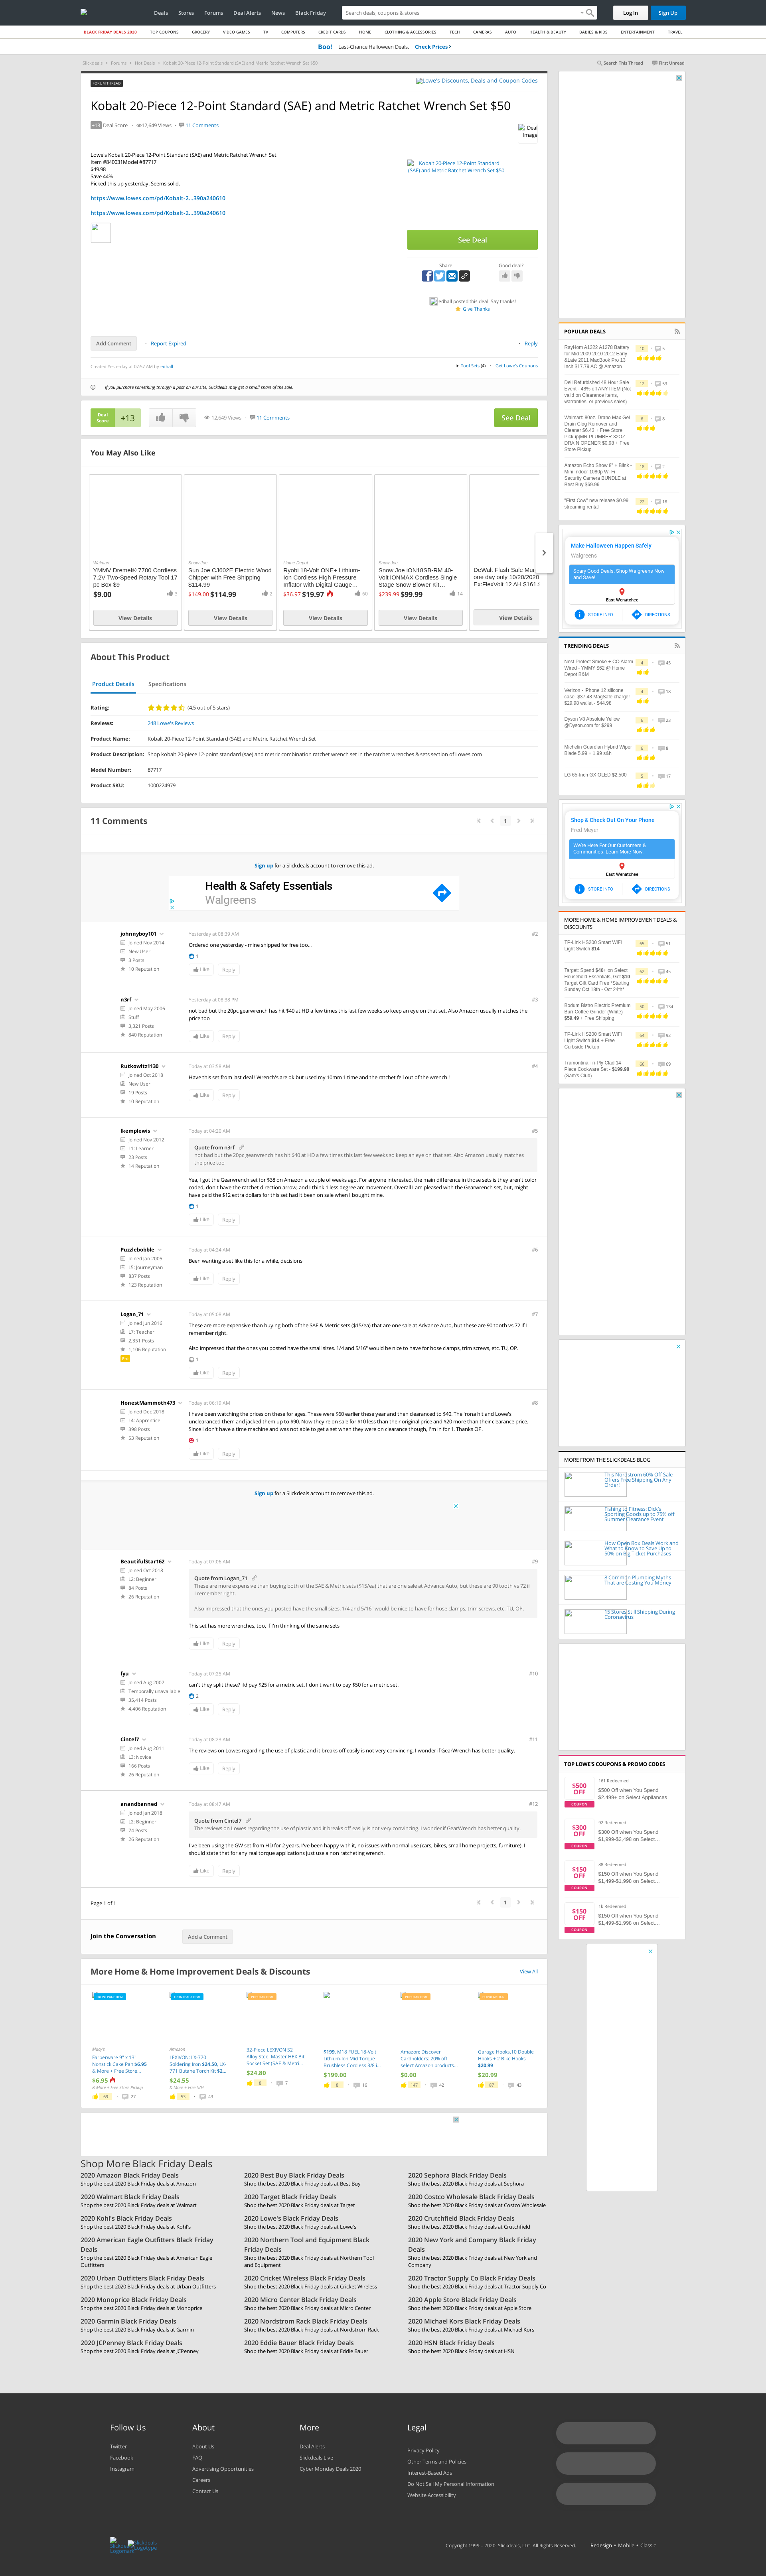 Deals
Stores
Forums
Deal Alerts
News
Black Friday
Search deals, coupons & stores
Log In
Sign Up
BLACK FRIDAY DEALS 2020
TOP COUPONS
GROCERY
VIDEO GAMES
TV
COMPUTERS
CREDIT CARDS
HOME
CLOTHING & ACCESSORIES
TECH
CAMERAS
AUTO
HEALTH & BEAUTY
BABIES & KIDS
ENTERTAINMENT
TRAVEL
Boo! Last-Chance Halloween Deals. Check Prices ›
Slickdeals › Forums › Hot Deals › Kobalt 20-Piece 12-Point Standard (SAE) and Metric Ratchet Wrench Set $50
Search This Thread
First Unread
FORUM THREAD
Lowe's Discounts, Deals and Coupon Codes
Kobalt 20-Piece 12-Point Standard (SAE) and Metric Ratchet Wrench Set $50
+13 Deal Score
12,649 Views
11 Comments
Deal Image
Lowe's Kobalt 20-Piece 12-Point Standard (SAE) and Metric Ratchet Wrench Set
Item #840031Model #87717
$49.98
Save 44%
Picked this up yesterday. Seems solid.
https://www.lowes.com/pd/Kobalt-2...390a240610
https://www.lowes.com/pd/Kobalt-2...390a240610
Kobalt 20-Piece 12-Point Standard (SAE) and Metric Ratchet Wrench Set $50
See Deal
Share
Good deal?
edhall posted this deal. Say thanks!
Give Thanks
Add Comment
Report Expired
Reply
Created Yesterday at 07:57 AM by edhall
in Tool Sets (4)
Get Lowe's Coupons
If you purchase something through a post on our site, Slickdeals may get a small share of the sale.
Deal Score
+13
12,649 Views
11 Comments
See Deal
You May Also Like
Walmart
YMMV Dremel® 7700 Cordless 7.2V Two-Speed Rotary Tool 17 pc Box $9
$9.00
3
View Details
Snow Joe
Sun Joe CJ602E Electric Wood Chipper with Free Shipping $114.99
$149.00 $114.99
2
View Details
Home Depot
Ryobi 18-Volt ONE+ Lithium-Ion Cordless High Pressure Inflator with Digital Gauge...
$36.97 $19.97
60
View Details
Snow Joe
Snow Joe iON18SB-RM 40-Volt IONMAX Cordless Single Stage Snow Blower Kit...
$239.99 $99.99
14
View Details
DeWalt Flash Sale Mu
one day only 10/20/2020
Ex:FlexVolt 12 AH $161.
View Details
About This Product
Product Details
Specifications
Rating: (4.5 out of 5 stars)
Reviews: 248 Lowe's Reviews
Product Name: Kobalt 20-Piece 12-Point Standard (SAE) and Metric Ratchet Wrench Set
Product Description: Shop kobalt 20-piece 12-point standard (sae) and metric combination ratchet wrench set in the ratchet wrenches & sets section of Lowes.com
Model Number: 87717
Product SKU: 1000224979
11 Comments
1
Sign up for a Slickdeals account to remove this ad.
Health & Safety Essentials
Walgreens
johnnyboy101
Joined Nov 2014
New User
3 Posts
10 Reputation
Yesterday at 08:35 AM
#2
Ordered one yesterday - mine shipped for free too...
1
Like
Reply
n3rf
Joined May 2006
Stuff
3,321 Posts
840 Reputation
Yesterday at 08:38 PM
#3
not bad but the 20pc gearwrench has hit $40 at HD a few times this last few weeks so keep an eye on that set. Also Amazon usually matches the price too
Like
Reply
Rutkowitz1130
Joined Oct 2018
New User
19 Posts
10 Reputation
Today at 03:58 AM
#4
Have this set from last deal ! Wrench's are ok but used my 10mm 1 time and the ratchet fell out of the wrench !
Like
Reply
lkemplewis
Joined Nov 2012
L1: Learner
23 Posts
14 Reputation
Today at 04:20 AM
#5
Quote from n3rf
not bad but the 20pc gearwrench has hit $40 at HD a few times this last few weeks so keep an eye on that set. Also Amazon usually matches the price too
Yea, I got the Gearwrench set for $38 on Amazon a couple of weeks ago. For anyone interested, the main difference in those sets is they aren't color coded, don't have the ratchet direction arrow, and I think 1 less single digit degree of movement. Overall I am pleased with the Gearwrench set, but, might have paid the $12 extra dollars for this set had it been on sale when I bought mine.
1
Like
Reply
Puzzlebobble
Joined Jan 2005
L5: Journeyman
837 Posts
123 Reputation
Today at 04:24 AM
#6
Been wanting a set like this for a while, decisions
Like
Reply
Logan_71
Joined Jun 2016
L7: Teacher
2,351 Posts
1,106 Reputation
Today at 05:08 AM
#7
These are more expensive than buying both of the SAE & Metric sets ($15/ea) that are one sale at Advance Auto, but these are 90 tooth vs 72 if I remember right.
Also impressed that the ones you posted have the small sizes. 1/4 and 5/16" would be nice to have for hose clamps, trim screws, etc. TU, OP.
1
Like
Reply
HonestMammoth473
Joined Dec 2018
L4: Apprentice
398 Posts
53 Reputation
Today at 06:13 AM
#8
I have been watching the prices on these for ages. These were $60 earlier these year and then clearanced to $40. The 'rona hit and Lowe's unclearanced them and jacked them up to $90. Now they're $10 for less than their original price and $20 more than their clearance price. Since I don't have a time machine and was not able to get a set when they were on clearance though, I'm in for 1. Thanks OP.
1
Like
Reply
Sign up for a Slickdeals account to remove this ad.
BeautifulStar162
Joined Oct 2018
L2: Beginner
84 Posts
26 Reputation
Today at 07:06 AM
#9
Quote from Logan_71
These are more expensive than buying both of the SAE & Metric sets ($15/ea) that are one sale at Advance Auto, but these are 90 tooth vs 72 if I remember right.
Also impressed that the ones you posted have the small sizes. 1/4 and 5/16" would be nice to have for hose clamps, trim screws, etc. TU, OP.
This set has more wrenches, too, if I'm thinking of the same sets
Like
Reply
fyu
Joined Aug 2007
Temporally unavailable
35,414 Posts
4,406 Reputation
Today at 07:25 AM
#10
can't they split these? I'd pay $25 for a metric set. I don't want to pay $50 for a metric set.
2
Like
Reply
Cintel7
Joined Aug 2011
L3: Novice
166 Posts
26 Reputation
Today at 08:23 AM
#11
The reviews on Lowes regarding the use of plastic and it breaks off easily is not very convincing. I wonder if GearWrench has better quality.
Like
Reply
anandbanned
Joined Jan 2018
L2: Beginner
74 Posts
26 Reputation
Today at 08:47 AM
#12
Quote from Cintel7
The reviews on Lowes regarding the use of plastic and it breaks off easily is not very convincing. I wonder if GearWrench has better quality.
I've been using the GW set from HD for 2 years. I've been happy with it, no issues with normal use (cars, bikes, small home projects, furniture). I should state that for any real torque applications you just use a non ratcheting wrench.
Like
Reply
Page 1 of 1
1
Join the Conversation
Add a Comment
More Home & Home Improvement Deals & Discounts
View All
FRONTPAGE DEAL
Macy's
Farberware 9" x 13" Nonstick Cake Pan $6.95 & More + Free Store...
$6.95
& More + Free Store Pickup
69
27
FRONTPAGE DEAL
Amazon
LEXIVON: LX-770 Soldering Iron $24.50, LX-771 Butane Torch Kit $2...
$24.55
& More + Free S/H
33
43
POPULAR DEAL
32-Piece LEXIVON S2 Alloy Steel Master HEX Bit Socket Set (SAE & Metri...
$24.80
6
7
$199, M18 FUEL 18-Volt Lithium-Ion Mid Torque Brushless Cordless 3/8 i...
$199.00
8
16
POPULAR DEAL
Amazon: Discover Cardholders: 20% off select Amazon products...
$0.00
147
42
POPULAR DEAL
Garage Hooks,10 Double Hooks + 2 Bike Hooks $20.99
$20.99
87
43
Shop More Black Friday Deals
2020 Amazon Black Friday Deals
Shop the best 2020 Black Friday deals at Amazon
2020 Best Buy Black Friday Deals
Shop the best 2020 Black Friday deals at Best Buy
2020 Sephora Black Friday Deals
Shop the best 2020 Black Friday deals at Sephora
2020 Walmart Black Friday Deals
Shop the best 2020 Black Friday deals at Walmart
2020 Target Black Friday Deals
Shop the best 2020 Black Friday deals at Target
2020 Costco Wholesale Black Friday Deals
Shop the best 2020 Black Friday deals at Costco Wholesale
2020 Kohl's Black Friday Deals
Shop the best 2020 Black Friday deals at Kohl's
2020 Lowe's Black Friday Deals
Shop the best 2020 Black Friday deals at Lowe's
2020 Crutchfield Black Friday Deals
Shop the best 2020 Black Friday deals at Crutchfield
2020 American Eagle Outfitters Black Friday Deals
Shop the best 2020 Black Friday deals at American Eagle Outfitters
2020 Northern Tool and Equipment Black Friday Deals
Shop the best 2020 Black Friday deals at Northern Tool and Equipment
2020 New York and Company Black Friday Deals
Shop the best 2020 Black Friday deals at New York and Company
2020 Urban Outfitters Black Friday Deals
Shop the best 2020 Black Friday deals at Urban Outfitters
2020 Cricket Wireless Black Friday Deals
Shop the best 2020 Black Friday deals at Cricket Wireless
2020 Tractor Supply Co Black Friday Deals
Shop the best 2020 Black Friday deals at Tractor Supply Co
2020 Monoprice Black Friday Deals
Shop the best 2020 Black Friday deals at Monoprice
2020 Micro Center Black Friday Deals
Shop the best 2020 Black Friday deals at Micro Center
2020 Apple Store Black Friday Deals
Shop the best 2020 Black Friday deals at Apple Store
2020 Garmin Black Friday Deals
Shop the best 2020 Black Friday deals at Garmin
2020 Nordstrom Rack Black Friday Deals
Shop the best 2020 Black Friday deals at Nordstrom Rack
2020 Michael Kors Black Friday Deals
Shop the best 2020 Black Friday deals at Michael Kors
2020 JCPenney Black Friday Deals
Shop the best 2020 Black Friday deals at JCPenney
2020 Eddie Bauer Black Friday Deals
Shop the best 2020 Black Friday deals at Eddie Bauer
2020 HSN Black Friday Deals
Shop the best 2020 Black Friday deals at HSN
POPULAR DEALS
RayHom A1322 A1278 Battery for Mid 2009 2010 2012 Early &Late 2011 MacBook Pro 13 Inch $17.78 AC @ Amazon
10
5
Dell Refurbished 48 Hour Sale Event - 48% off ANY ITEM (Not valid on Clearance items, warranties, or previous sales)
12
53
Walmart: 80oz. Drano Max Gel Drain Clog Remover and Cleaner $6.43 + Free Store Pickup|MR PLUMBER 32OZ DRAIN OPENER $0.98 + Free Store Pickup
6
8
Amazon Echo Show 8" + Blink - Mini Indoor 1080p Wi-Fi Security Camera BUNDLE at Best Buy $69.99
10
2
"First Cow" new release $0.99 streaming rental
22
18
Make Halloween Happen Safely
Walgreens
Scary Good Deals. Shop Walgreens Now and Save!
East Wenatchee
STORE INFO
DIRECTIONS
TRENDING DEALS
Nest Protect Smoke + CO Alarm Wired - YMMY $62 @ Home Depot B&M
4
45
Verizon - iPhone 12 silicone case -$37.48 MagSafe charger-$29.98 wallet - $44.98
4
18
Dyson V8 Absolute Yellow @Dyson.com for $299
6
23
Michelin Guardian Hybrid Wiper Blade 5.99 + 1.99 s&h
6
8
LG 65-Inch GX OLED $2,500
5
17
Shop & Check Out On Your Phone
Fred Meyer
We're Here For Our Customers & Communities. Learn More Now.
East Wenatchee
STORE INFO
DIRECTIONS
MORE HOME & HOME IMPROVEMENT DEALS & DISCOUNTS
TP-Link HS200 Smart WiFi Light Switch $14
65
51
Target: Spend $40+ on Select Household Essentials, Get $10 Target Gift Card Free *Starting Sunday Oct 18th - Oct 24th*
62
45
Bodum Bistro Electric Premium Burr Coffee Grinder (White) $59.49 + Free Shipping
50
134
TP-Link HS200 Smart WiFi Light Switch $14 + Free Curbside Pickup
64
42
Tramontina Tri-Ply Clad 14-Piece Cookware Set - $199.98 (Sam's Club)
66
69
MORE FROM THE SLICKDEALS BLOG
This Nordstrom 60% Off Sale Offers Free Shipping On Any Order!
Fishing to Fitness: Dick's Sporting Goods up to 75% off Summer Clearance Event
How Open Box Deals Work and What to Know to Save Up to 50% on Big Ticket Purchases
8 Common Plumbing Myths That are Costing You Money
15 Stores Still Shipping During Coronavirus
TOP LOWE'S COUPONS & PROMO CODES
$500 OFF
COUPON
161 Redeemed
$500 Off when You Spend $2,499+ on Select Appliances
$300 OFF
COUPON
92 Redeemed
$300 Off when You Spend $1,999-$2,498 on Select...
$150 OFF
COUPON
88 Redeemed
$150 Off when You Spend $1,499-$1,998 on Select...
$150 OFF
COUPON
1k Redeemed
$150 Off when You Spend $1,499-$1,998 on Select...
Follow Us
Twitter
Facebook
Instagram
About
About Us
FAQ
Advertising Opportunities
Careers
Contact Us
More
Deal Alerts
Slickdeals Live
Cyber Monday Deals 2020
Legal
Privacy Policy
Other Terms and Policies
Interest-Based Ads
Do Not Sell My Personal Information
Website Accessibility
Copyright 1999 - 2020. Slickdeals, LLC. All Rights Reserved.
Redesign • Mobile • Classic